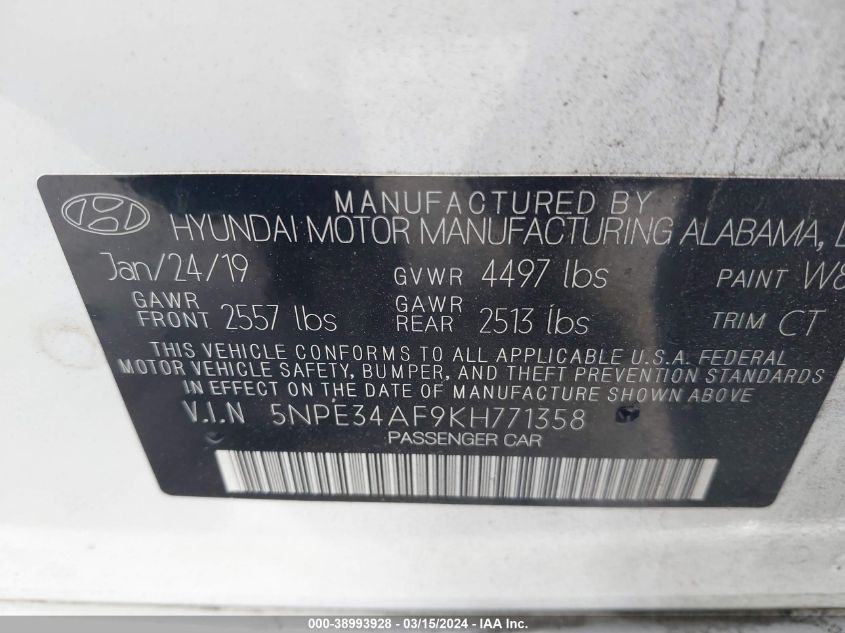 MANUFACTURED BY
HYUNDAI MOTOR MANUFACTURING ALABAMA,
Jan/24/19 GVWR 4497 lbs PAINT W8
GAWR FRONT 2557 lbs GAWR REAR 2513 lbs TRIM CT
THIS VEHICLE CONFORMS TO ALL APPLICABLE U.S.A. FEDERAL
MOTOR VEHICLE SAFETY, BUMPER, AND THEFT PREVENTION STANDARDS
IN EFFECT ON THE DATE OF MANUFACTURE SHOWN ABOVE
V.I.N 5NPE34AF9KH771358
PASSENGER CAR
000-38993928 - 03/15/2024 - Copyright IAA, Inc.